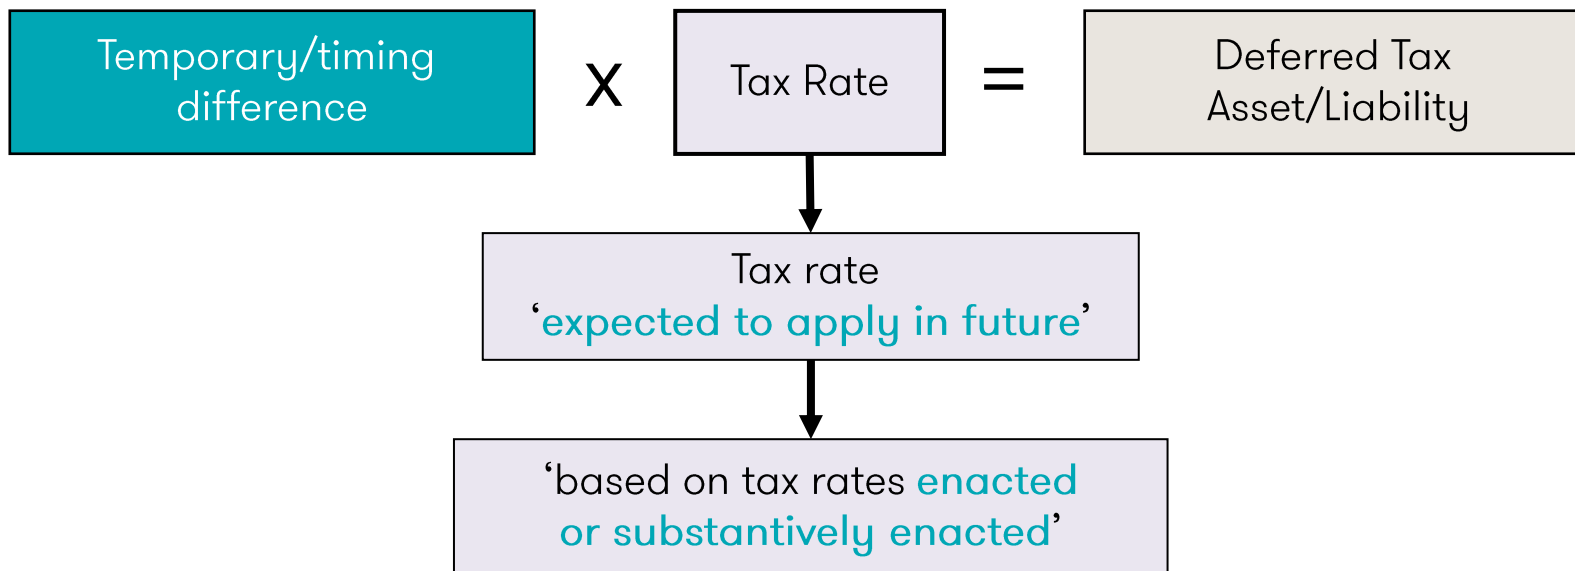 Temporary/timing
difference
x
Tax Rate
=
Deferred Tax
Asset/Liability
Tax rate
‘expected to apply in future’
‘based on tax rates enacted
or substantively enacted’